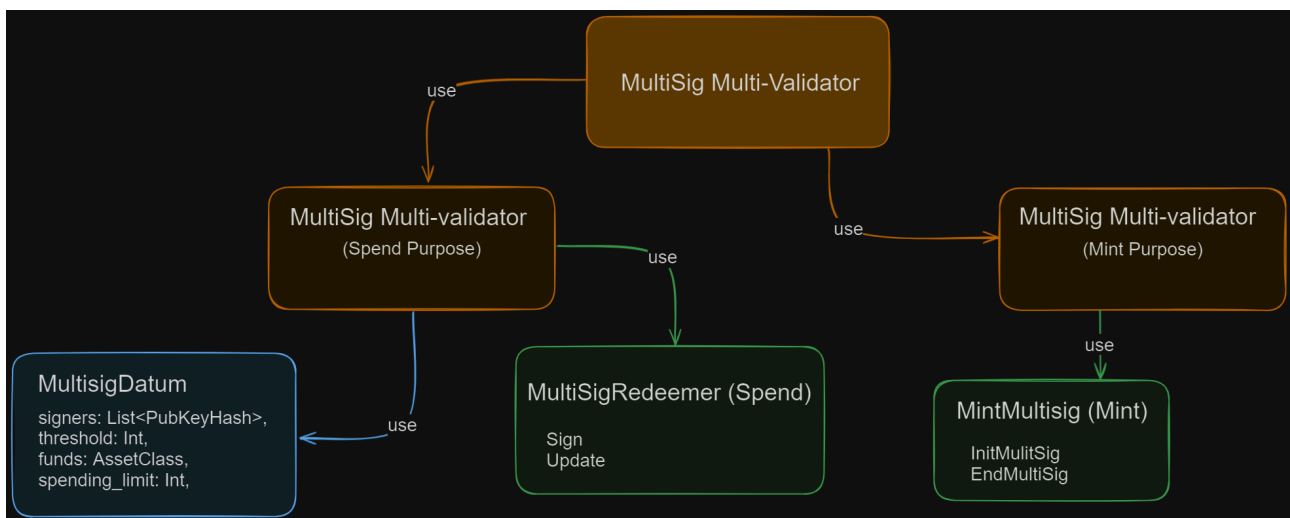 MultiSig Multi-Validator
use
MultiSig Multi-validator
(Spend Purpose)
use
MultiSig Multi-validator
(Mint Purpose)
use
use
use
MultisigDatum
signers: List<PubKeyHash>,
threshold: Int,
funds: AssetClass,
spending_limit: Int,
MultiSigRedeemer (Spend)
Sign
Update
MintMultisig (Mint)
InitMulitSig
EndMultiSig